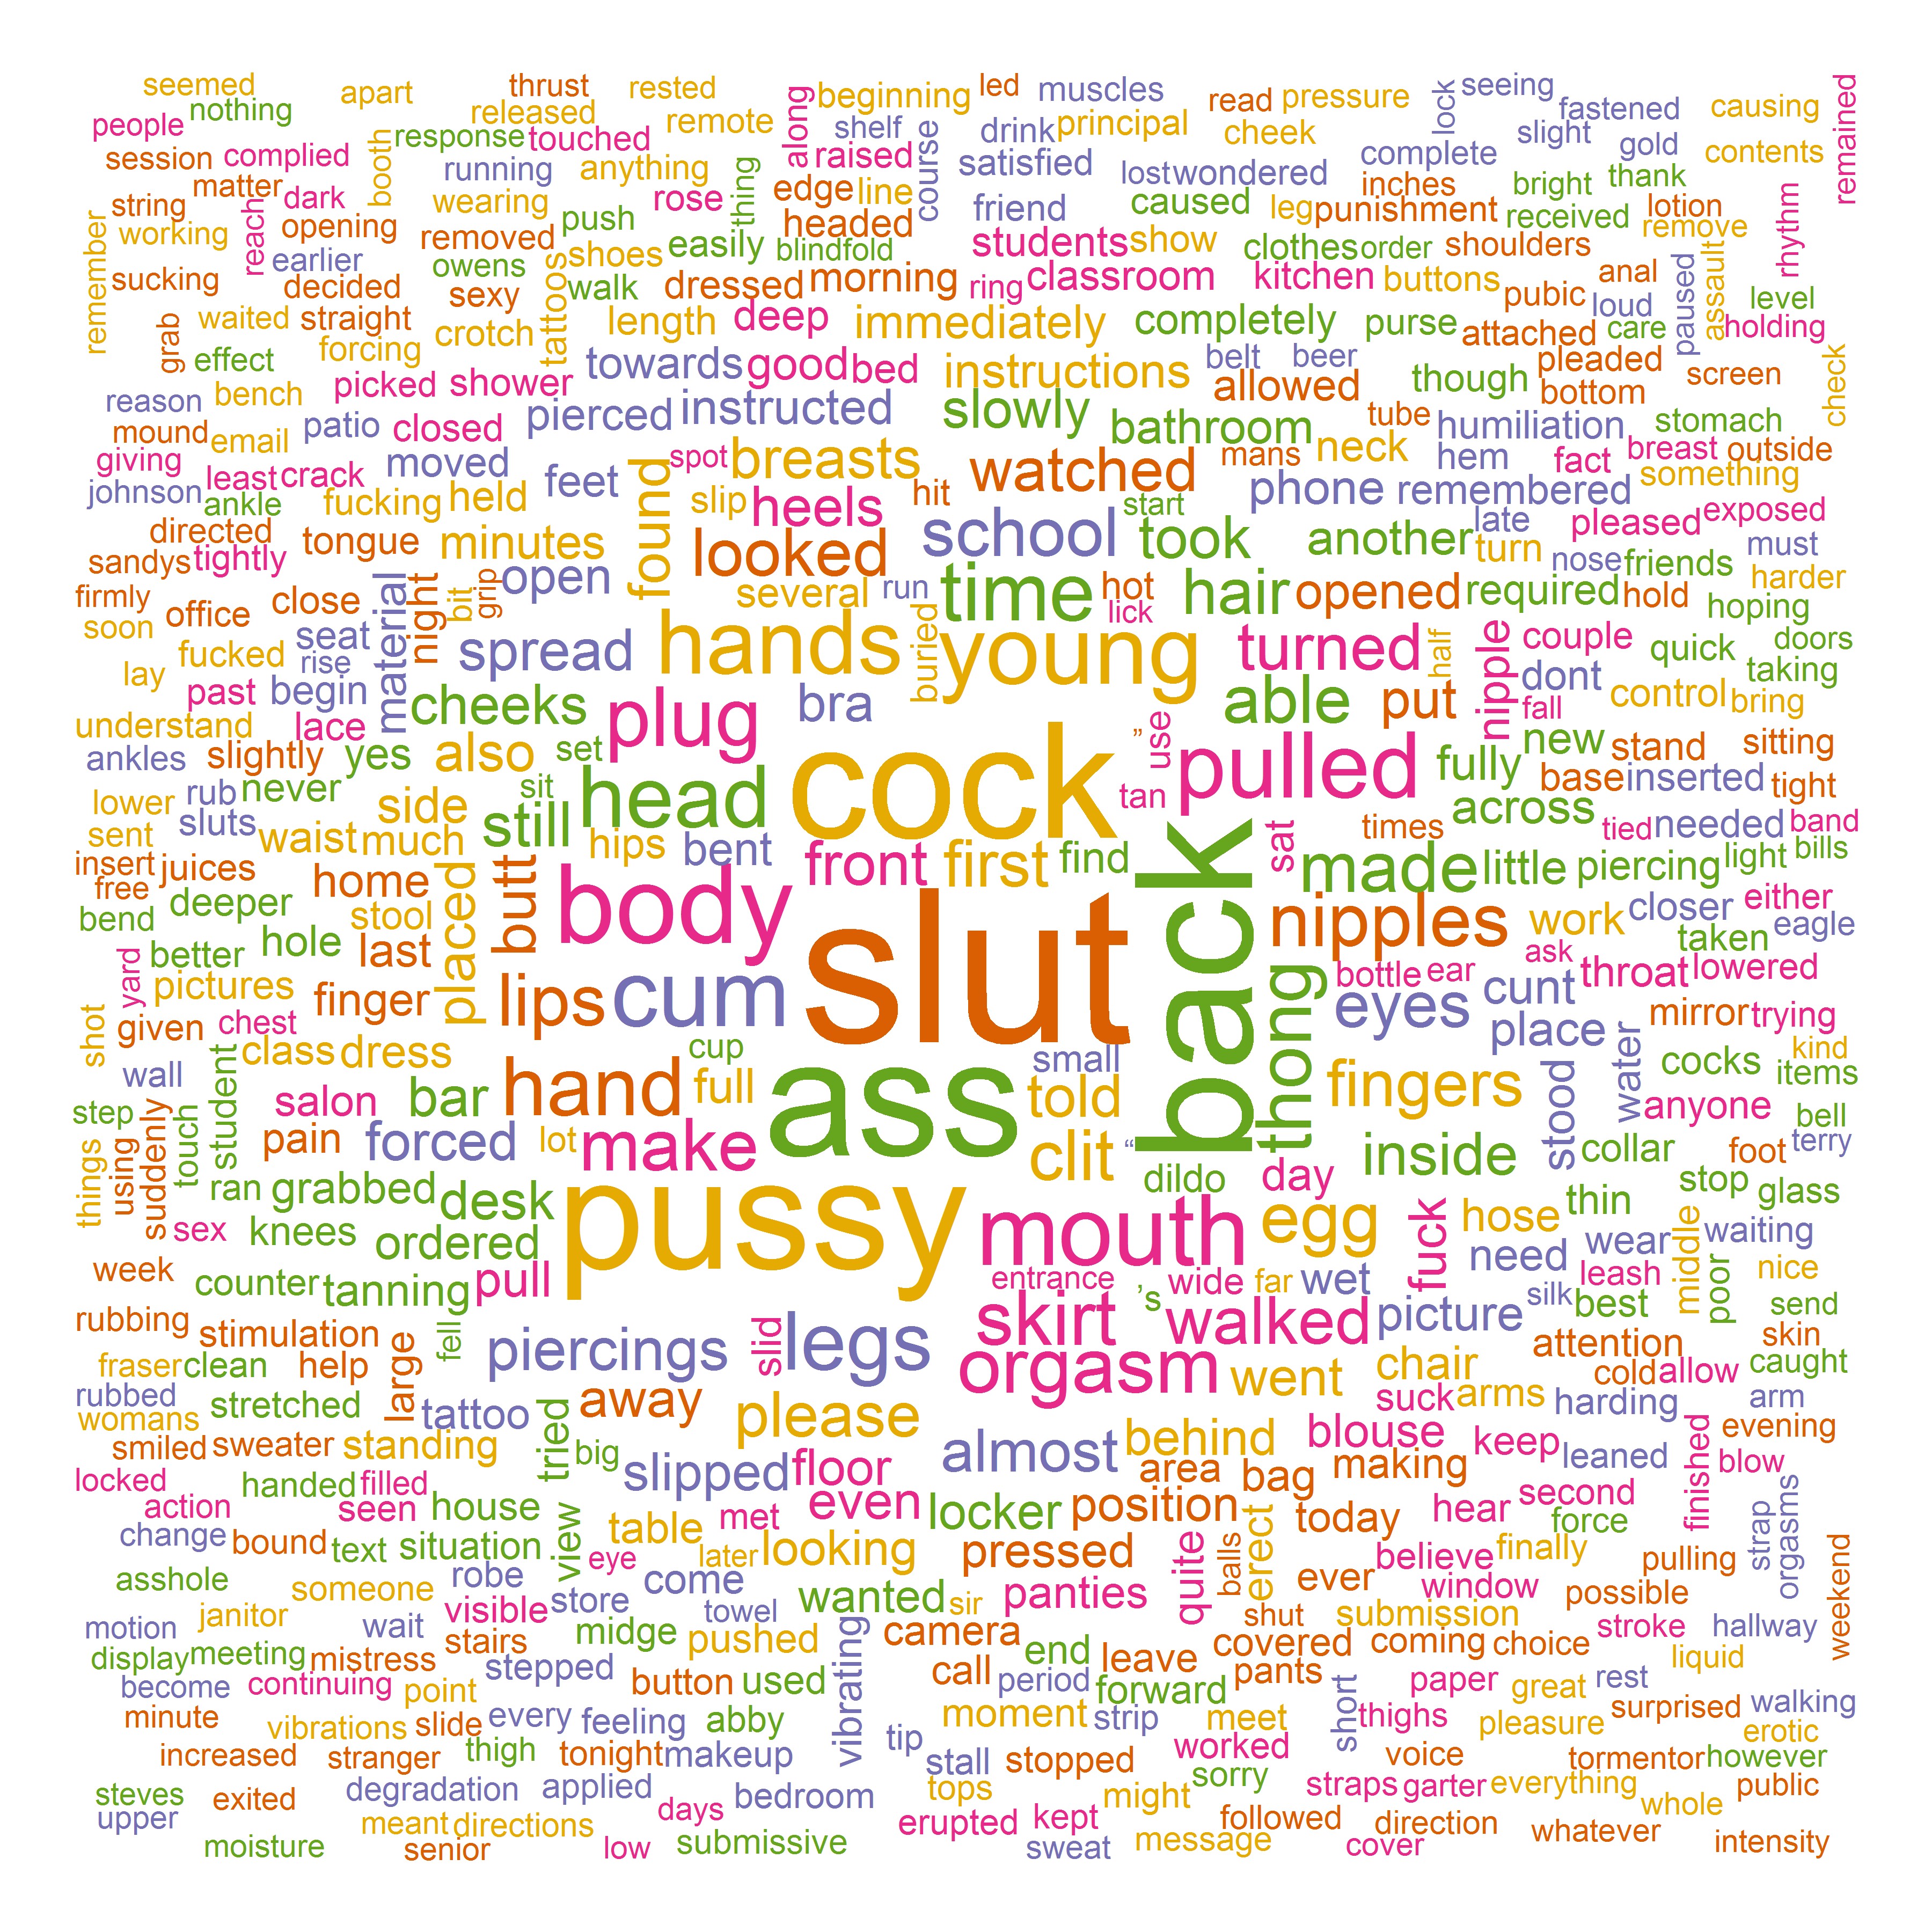 seemed apart thrust rested led muscles seeing
nothing released beginning read pressure lock fastened causing remained
people response touched remote along shelf drink principal cheek slight gold
session complied booth running anything raised course satisfied lost wondered complete contents
matter dark wearing thing edge line friend caused inches bright thank
string reach opening push rose headed leg punishment received lotion rhythm
remember working removed shoes easily blindfold students show clothes order shoulders remove
earlier owens tattoos
sucking decided sexy walk dressed morning ring classroom kitchen buttons pubic anal paused assault level
grab waited straight crotch length deep immediately completely purse attached loud care holding
effect forcing towards good bed instructions belt beer pleaded screen check
bench picked shower allowed though bottom
reason pierced instructed slowly bathroom tube humiliation stomach
mound email patio closed neck breast outside
giving least crack moved spot breasts watched mans hem fact something
johnson ankle fucking held feet found slip heels hit start phone remembered exposed
directed tongue minutes looked school took another late pleased must
sandys tightly turn nose friends harder
firmly office close material night bit grip open several run time hot hair opened required hold hoping
soon seat lick
lay fucked rise spread hands buried young turned half nipple couple quick doors
past begin cheeks plug bra able put dont control taking
understand lace fall bring
ankles slightly yes also set cock ” use pulled fully new stand sitting
lower rub never side sit head tan base inserted tight
sent sluts waist much still hips bent across times tied needed band
insert juices home butt body front first find back sat made little piercing light bills
free deeper stool placed either
bend better hole last slut nipples work closer eagle
yard pictures finger lips cum thong bottle ear ask throat taken lowered
shot given chest eyes cunt mirror trying
wall class dress cup small place water cocks kind
step student salon bar hand full ass told fingers stood anyone items bell
things using suddenly touch pain forced lot make clit “ inside collar foot terry
ran grabbed desk dildo day thin stop glass
sex knees ordered pussy mouth egg fuck hose need wear middle waiting
week counter tanning pull entrance ’s wide far wet leash poor nice
rubbing stimulation fell piercings slid legs skirt walked picture silk best send
fraser clean help large orgasm went chair attention skin
rubbed stretched tattoo away suck arms cold allow caught
womans tried please harding arm
smiled sweater standing big slipped floor almost behind blouse keep leaned finished evening
locked handed filled area bag making blow
action seen house view table met even locker position today hear second strap orgasms
change bound text situation eye later looking pressed quite balls erect force weekend
asshole someone robe come wanted sir panties ever believe finally pulling
janitor store towel window possible
motion wait visible midge pushed vibrating camera shut submission stroke hallway
display meeting mistress stairs end covered coming choice
become continuing stepped button used call period leave pants short paper liquid
minute point forward great rest
vibrations slide every feeling abby moment strip meet thighs pleasure surprised walking
increased stranger thigh tonight makeup tip stall stopped worked voice erotic
steves degradation applied bedroom tops might sorry straps garter everything tormentor however
upper exited days public whole
meant directions erupted kept followed direction whatever
moisture senior low submissive sweat message cover intensity